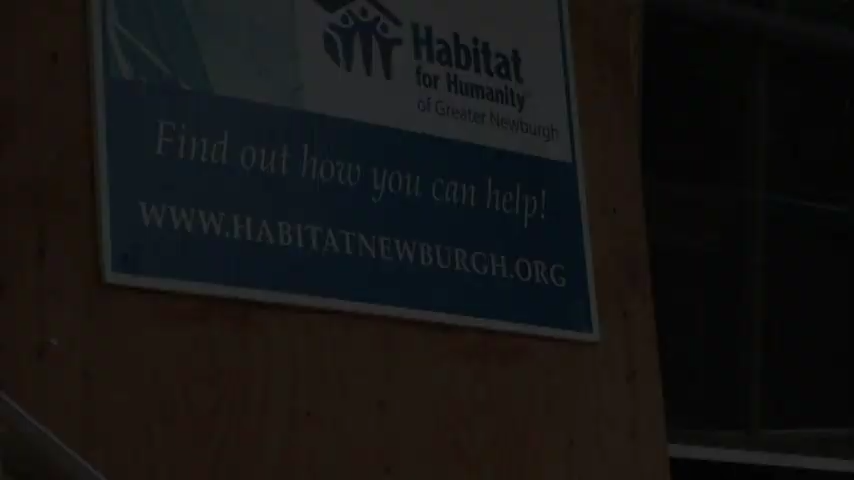 Habitat
for Humanity
of Greater Newburgh
Find out how you can help!
WWW.HABITATNEWBURGH.ORG